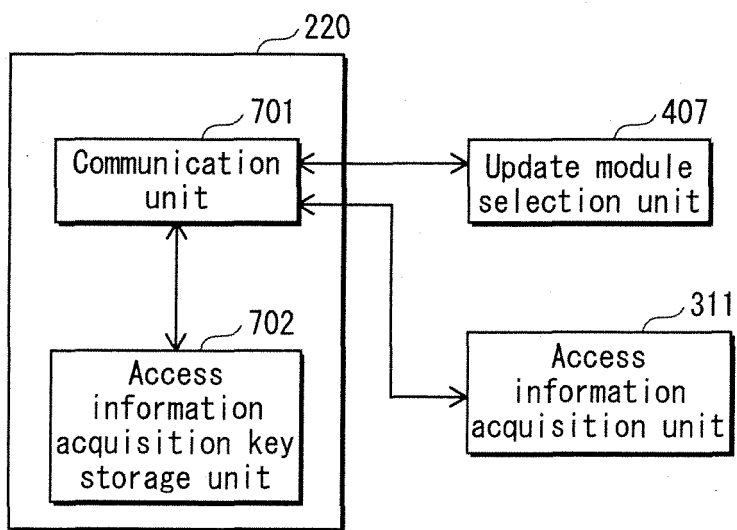 220
701
Communication
unit
407
Update module
selection unit
702
Access
information
acquisition key
storage unit
311
Access
information
acquisition unit